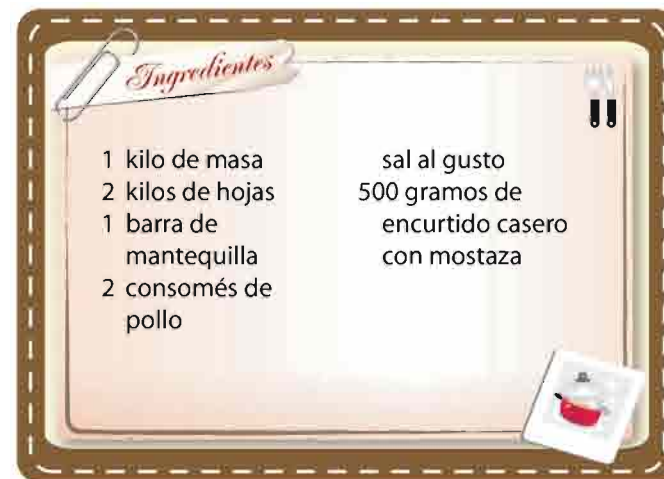 Ingredientes
1 kilo de masa
2 kilos de hojas
1 barra de
mantequilla
2 consomés de
pollo
sal al gusto
500 gramos de
encurtido casero
con mostaza